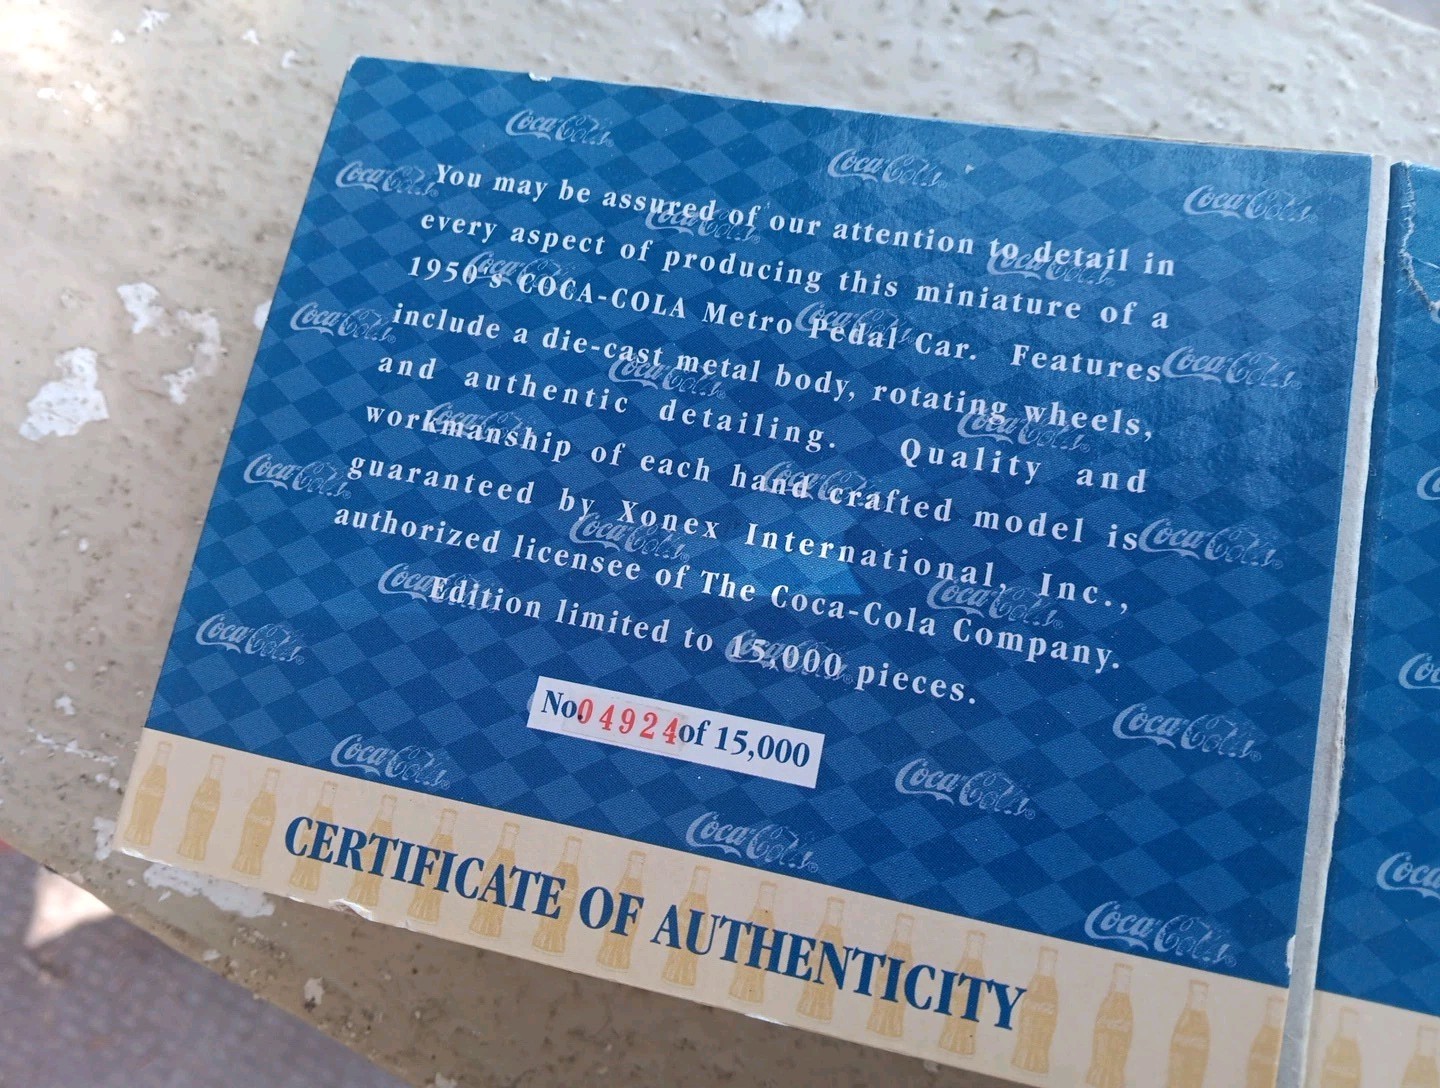 You may be assured of our attention to detail in
every aspect of producing this miniature of a
1950's COCA-COLA Metro Pedal Car. Features
include a die-cast metal body, rotating wheels,
and authentic detailing. Quality and
workmanship of each hand crafted model is
guaranteed by Xonex International, Inc.,
authorized licensee of The Coca-Cola Company.
Edition limited to 15,000 pieces.
No. 04924 of 15,000
CERTIFICATE OF AUTHENTICITY